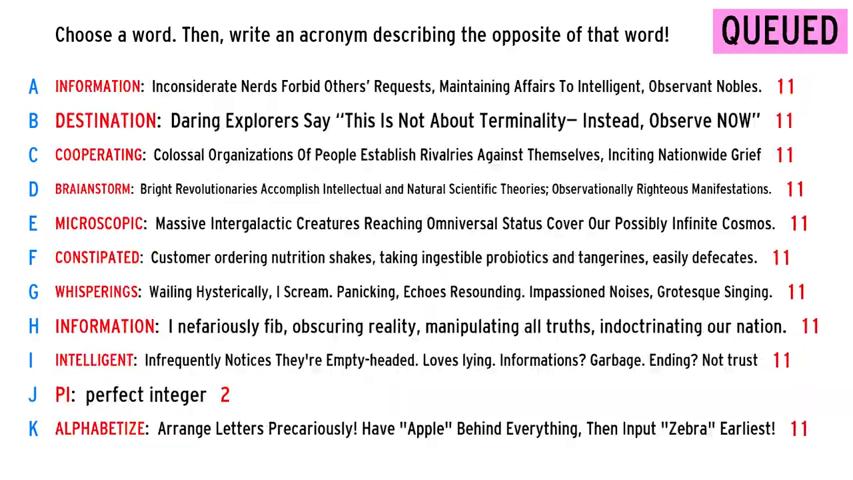 Choose a word. Then, write an acronym describing the opposite of that word!
QUEUED
A INFORMATION: Inconsiderate Nerds Forbid Others' Requests, Maintaining Affairs To Intelligent, Observant Nobles. 11
B DESTINATION: Daring Explorers Say "This Is Not About Terminality— Instead, Observe NOW" 11
C COOPERATING: Colossal Organizations Of People Establish Rivalries Against Themselves, Inciting Nationwide Grief 11
D BRAIANSTORM: Bright Revolutionaries Accomplish Intellectual and Natural Scientific Theories; Observationally Righteous Manifestations. 11
E MICROSCOPIC: Massive Intergalactic Creatures Reaching Omniversal Status Cover Our Possibly Infinite Cosmos. 11
F CONSTIPATED: Customer ordering nutrition shakes, taking ingestible probiotics and tangerines, easily defecates. 11
G WHISPERINGS: Wailing Hysterically, I Scream. Panicking, Echoes Resounding. Impassioned Noises, Grotesque Singing. 11
H INFORMATION: I nefariously fib, obscuring reality, manipulating all truths, indoctrinating our nation. 11
I INTELLIGENT: Infrequently Notices They're Empty-headed. Loves lying. Informations? Garbage. Ending? Not trust 11
J PI: perfect integer 2
K ALPHABETIZE: Arrange Letters Precariously! Have "Apple" Behind Everything, Then Input "Zebra" Earliest! 11